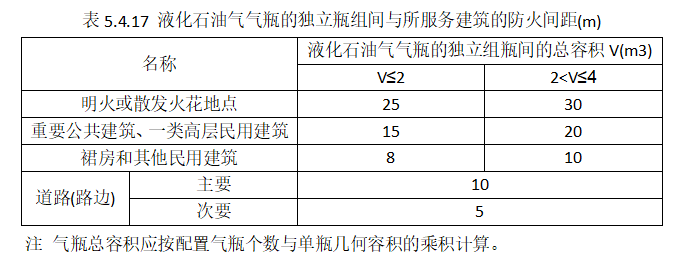 表 5.4.17 液化石油气气瓶的独立瓶组间与所服务建筑的防火间距(m)
名称 液化石油气气瓶的独立组瓶间的总容积 V(m3)
V≤2 2<V≤4
明火或散发火花地点 25 30
重要公共建筑、一类高层民用建筑 15 20
裙房和其他民用建筑 8 10
道路(路边) 主要 10
次要 5
注 气瓶总容积应按配置气瓶个数与单瓶几何容积的乘积计算。